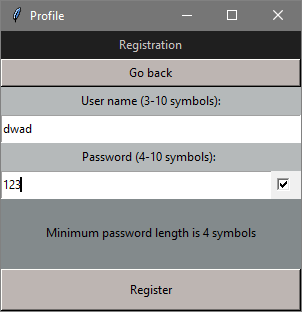 Profile
Registration
Go back
User name (3-10 symbols):
dwad
Password (4-10 symbols):
123
Minimum password length is 4 symbols
Register